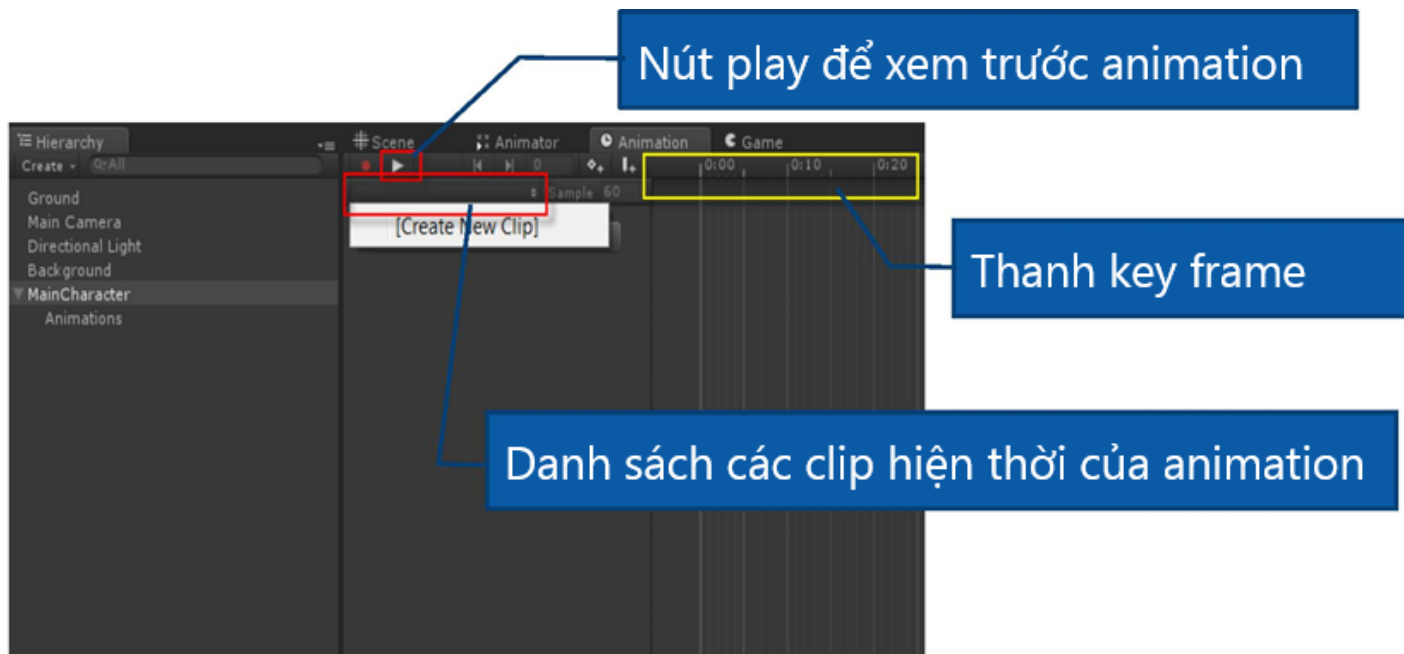 Nút play để xem trước animation
Hierarchy
Scene
Animator
Animation
Game
Create
All
0
0:00
0:10
0:20
Sample 60
Ground
Main Camera
Directional Light
Background
MainCharacter
Animations
[Create New Clip]
Thanh key frame
Danh sách các clip hiện thời của animation